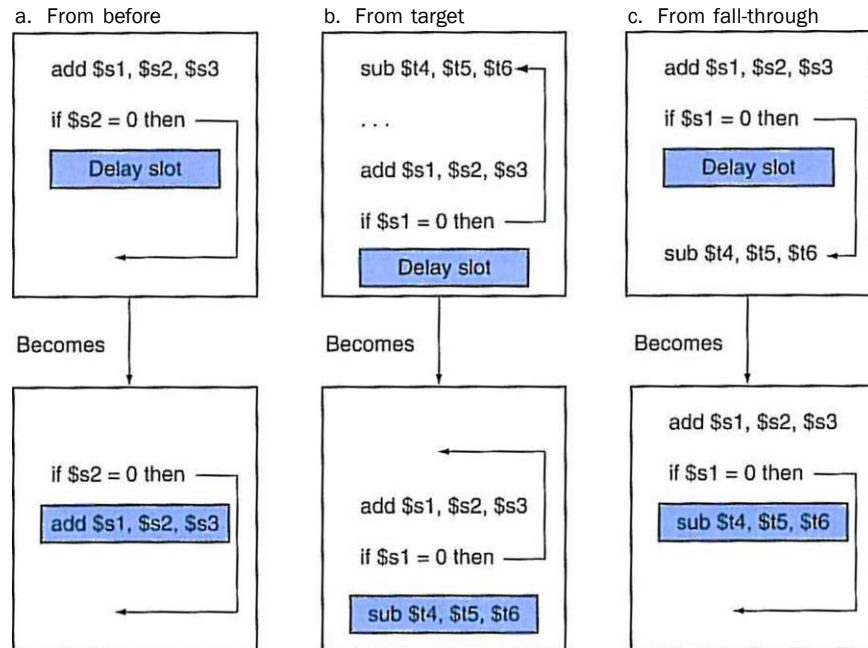 a. From before
add $s1, $s2, $s3
if $s2 = 0 then
Delay slot
Becomes
if $s2 = 0 then
add $s1, $s2, $s3
b. From target
sub $t4, $t5, $t6
. . .
add $s1, $s2, $s3
if $s1 = 0 then
Delay slot
Becomes
add $s1, $s2, $s3
if $s1 = 0 then
sub $t4, $t5, $t6
c. From fall-through
add $s1, $s2, $s3
if $s1 = 0 then
Delay slot
sub $t4, $t5, $t6
Becomes
add $s1, $s2, $s3
if $s1 = 0 then
sub $t4, $t5, $t6